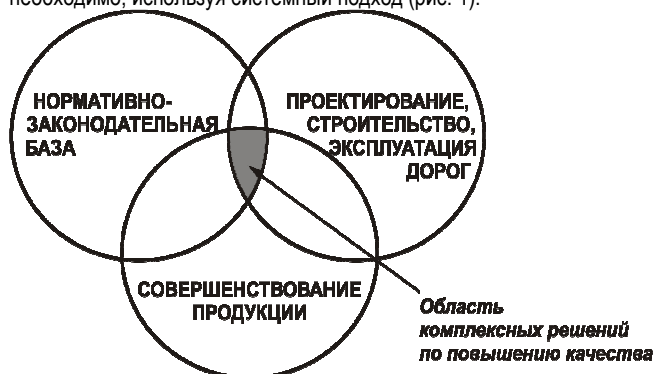 необходимо, используя системный подход (рис. 1).
НОРМАТИВНО-
ЗАКОНОДАТЕЛЬНАЯ
БАЗА
ПРОЕКТИРОВАНИЕ,
СТРОИТЕЛЬСТВО,
ЭКСПЛУАТАЦИЯ
ДОРОГ
СОВЕРШЕНСТВОВАНИЕ
ПРОДУКЦИИ
Область
комплексных решений
по повышению качества